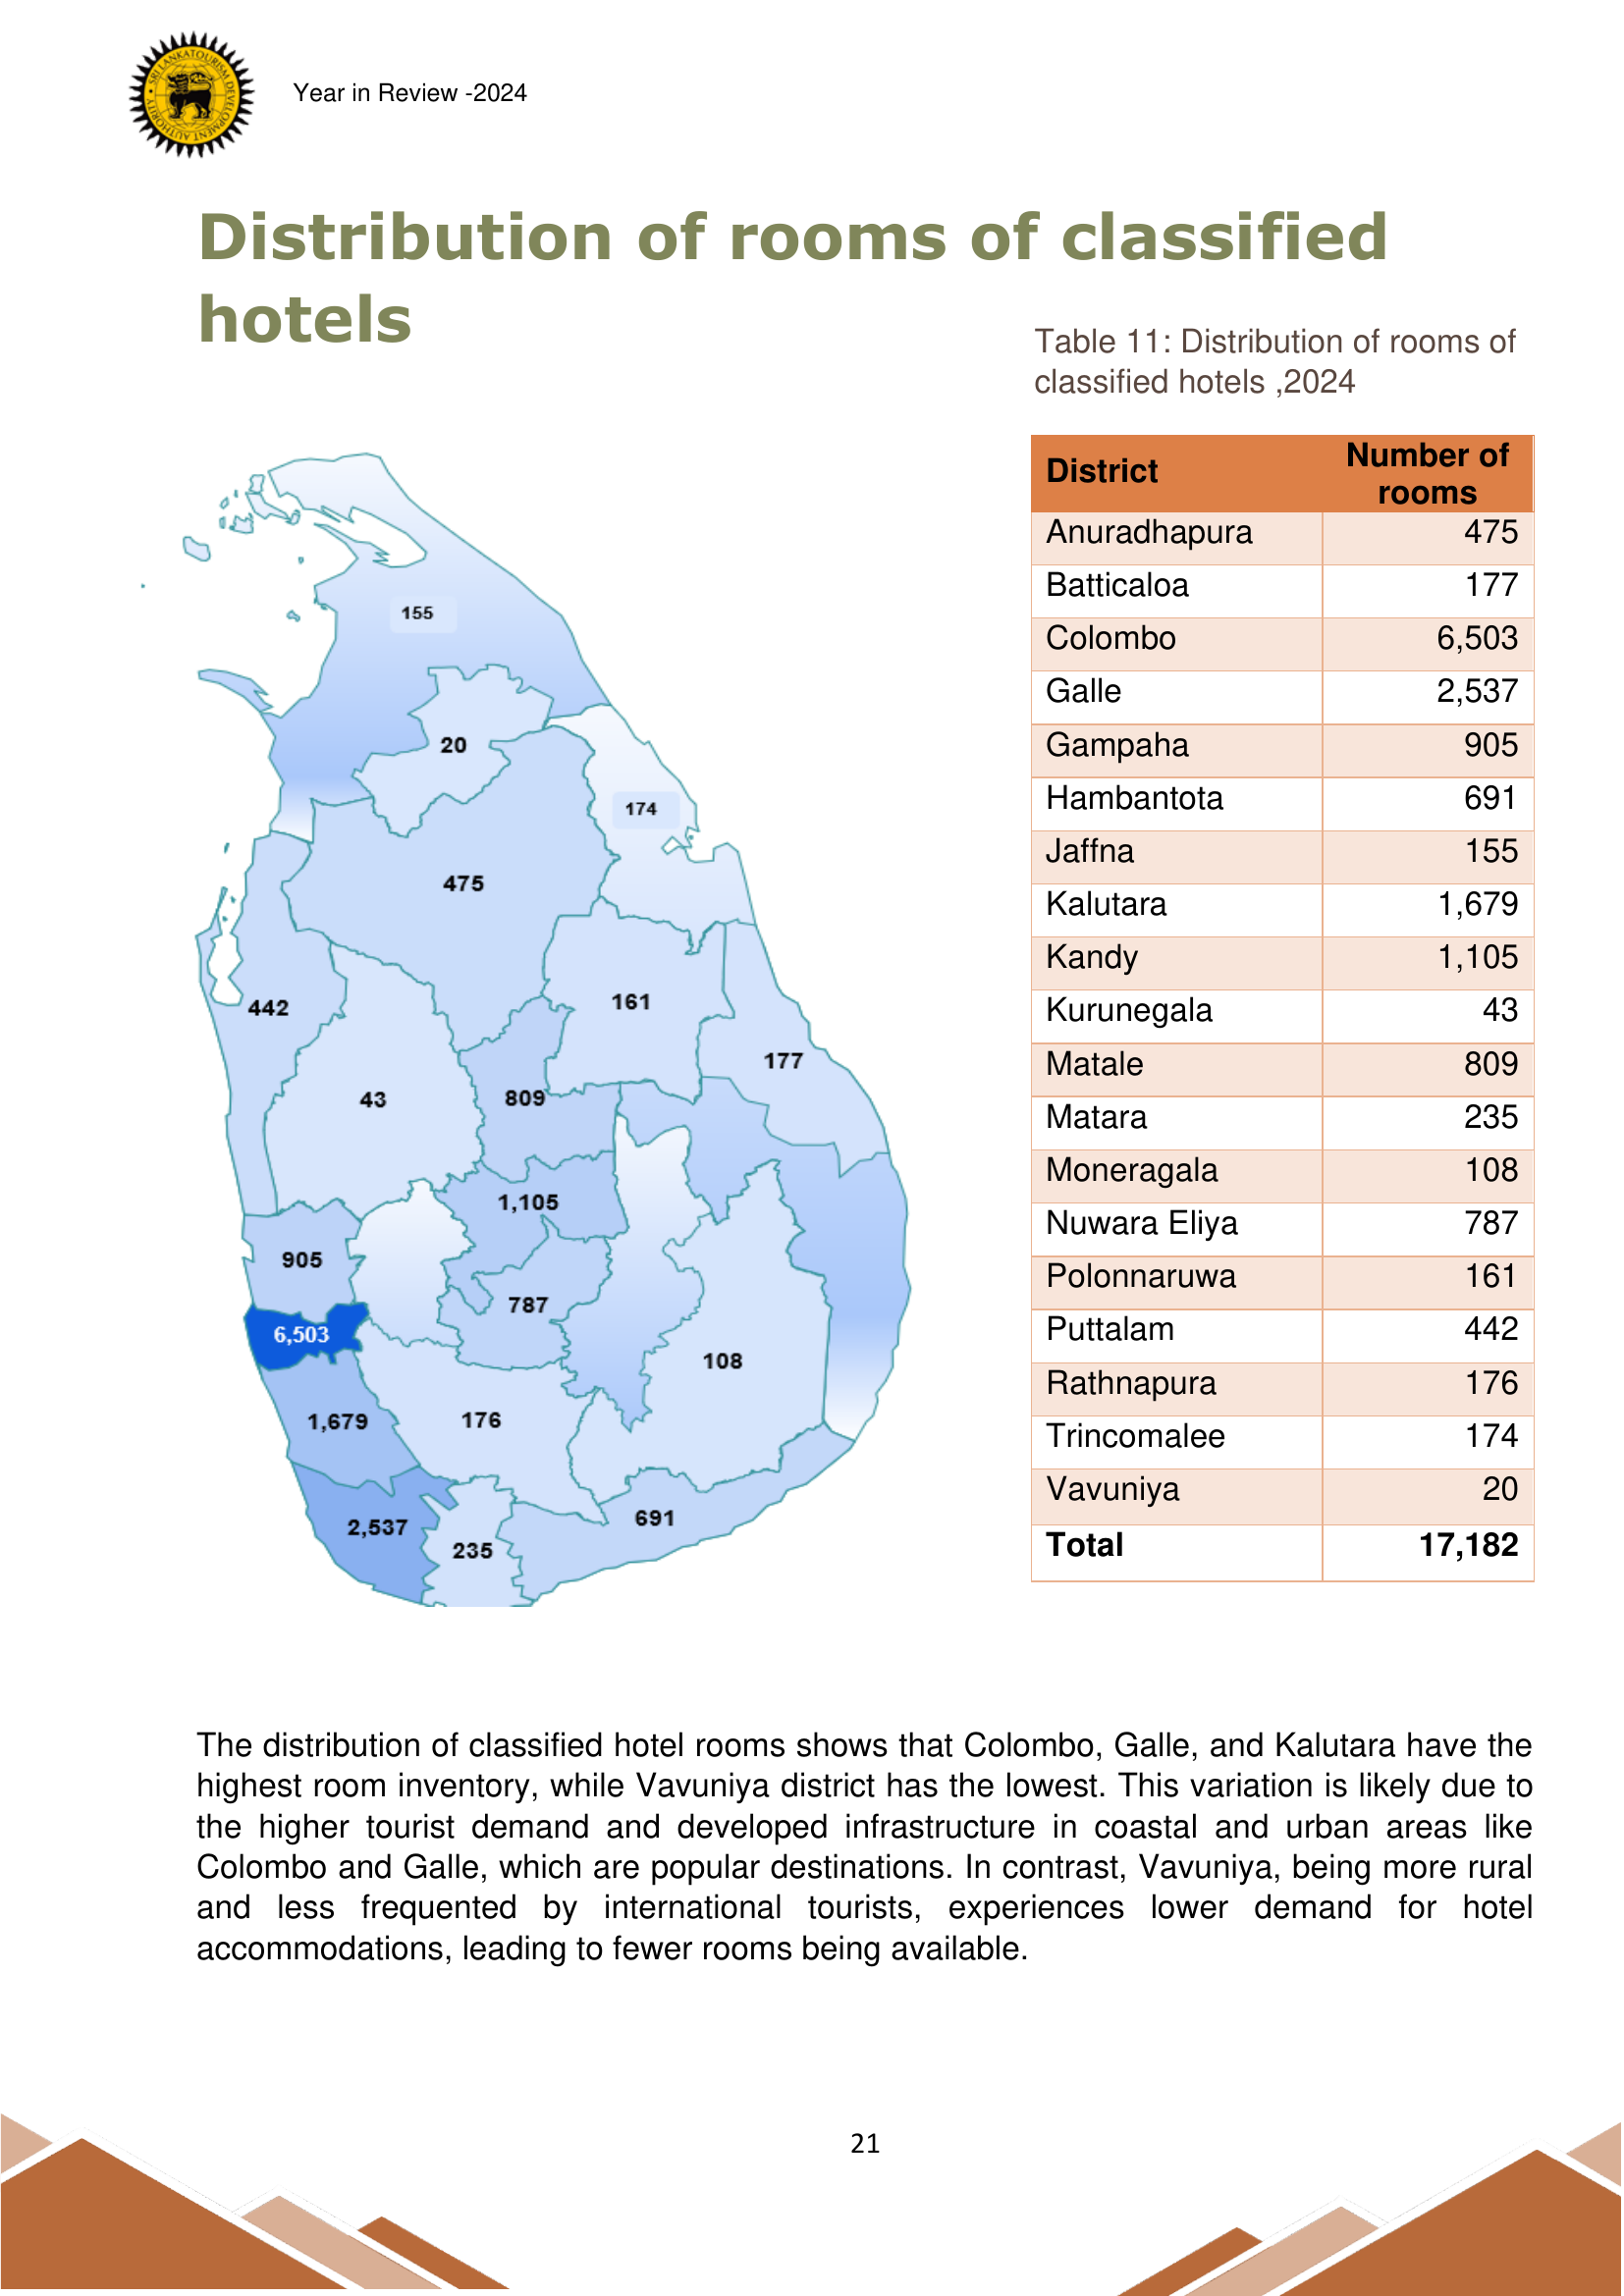 SRI LANKA TOURISM DEVELOPMENT AUTHORITY
Year in Review -2024
Distribution of rooms of classified
hotels
Table 11: Distribution of rooms of
classified hotels ,2024
155
20
174
475
442
161
177
43
809
1,105
905
787
6,503
108
1,679
176
2,537
691
235
District Number of rooms
Anuradhapura 475
Batticaloa 177
Colombo 6,503
Galle 2,537
Gampaha 905
Hambantota 691
Jaffna 155
Kalutara 1,679
Kandy 1,105
Kurunegala 43
Matale 809
Matara 235
Moneragala 108
Nuwara Eliya 787
Polonnaruwa 161
Puttalam 442
Rathnapura 176
Trincomalee 174
Vavuniya 20
Total 17,182
The distribution of classified hotel rooms shows that Colombo, Galle, and Kalutara have the
highest room inventory, while Vavuniya district has the lowest. This variation is likely due to
the higher tourist demand and developed infrastructure in coastal and urban areas like
Colombo and Galle, which are popular destinations. In contrast, Vavuniya, being more rural
and less frequented by international tourists, experiences lower demand for hotel
accommodations, leading to fewer rooms being available.
21